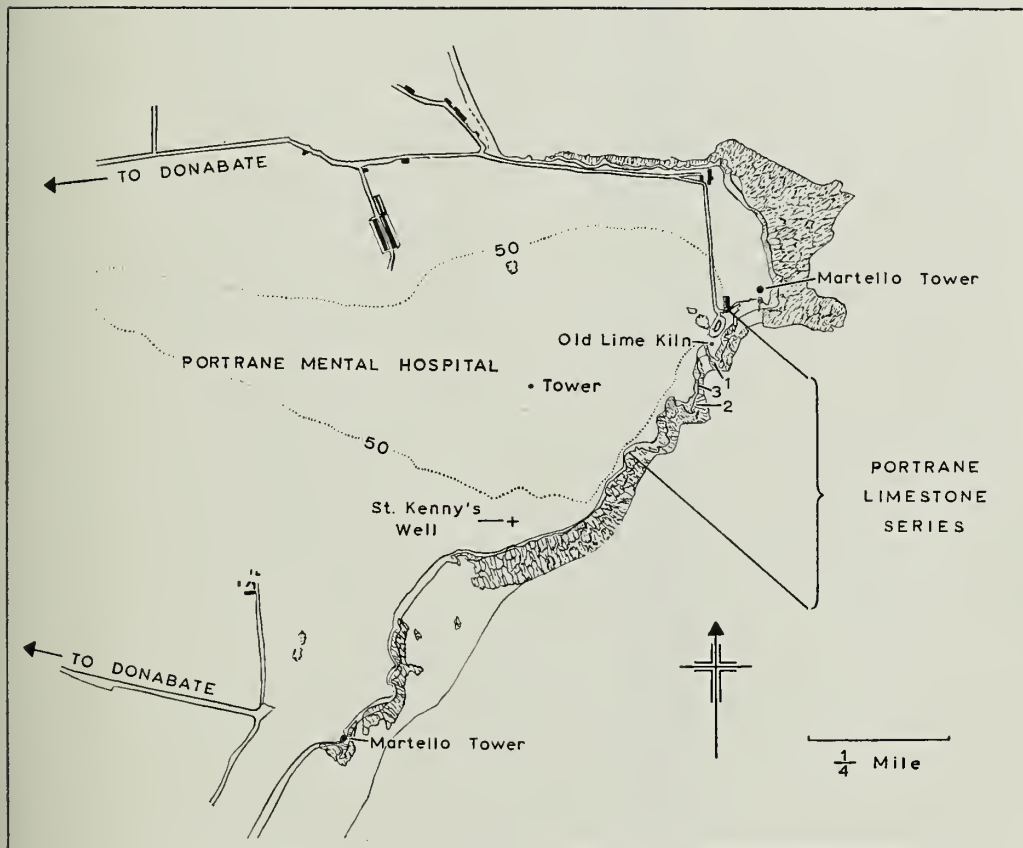 TO DONABATE
50
Martello Tower
Old Lime Kiln
1
PORTRANE MENTAL HOSPITAL
Tower
3
2
50
PORTRANE
LIMESTONE
SERIES
St. Kenny's
Well
TO DONABATE
Martello Tower
1/4 Mile